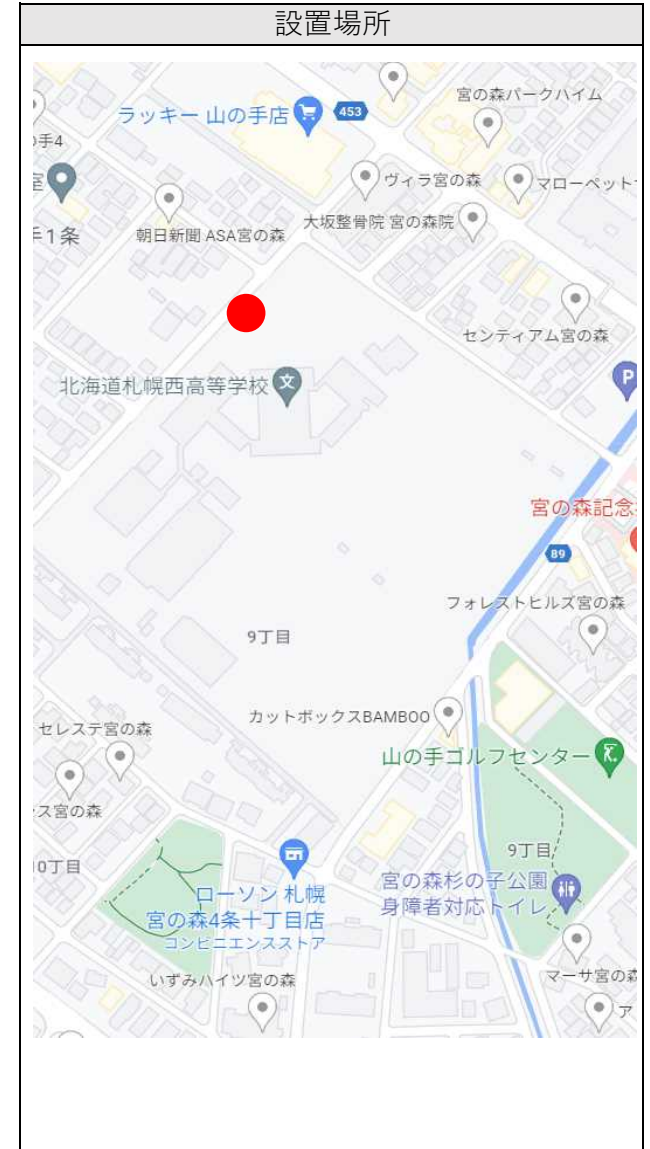 設置場所
宮の森パークハイム
ラッキー 山の手店
453
手4
ヴィラ宮の森
マローペット
室
大坂整骨院 宮の森院
手1条
朝日新聞 ASA宮の森
センティアム宮の森
P
北海道札幌西高等学校
文
宮の森記念
89
フォレストヒルズ宮の森
9丁目
カットボックスBAMBOO
セレステ宮の森
山の手ゴルフセンター
ス宮の森
9丁目
10丁目
宮の森杉の子公園
身障者対応トイレ
ローソン 札幌
宮の森4条十丁目店
コンビニエンスストア
いずみハイツ宮の森
マーサ宮の森
ア